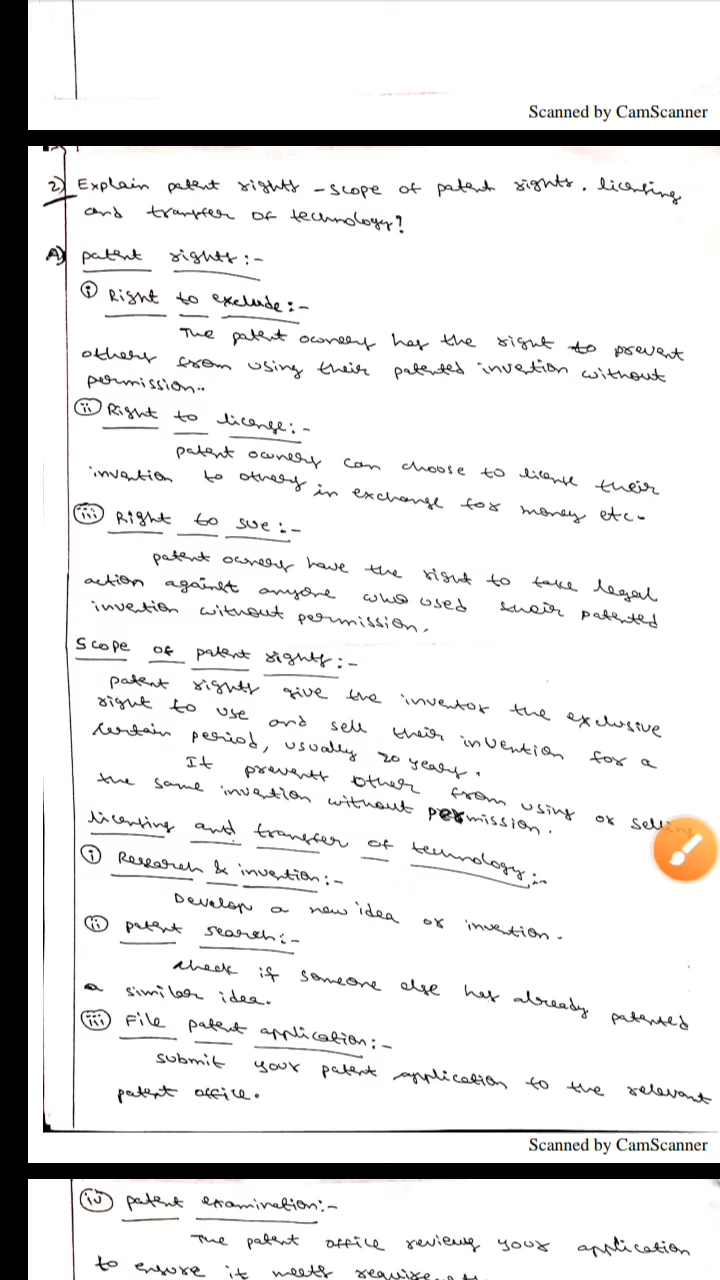 Scanned by CamScanner
2) Explain patent rights - scope of patent rights, licensing
and transfer of technology?
A) patent rights:-
i Right to exclude:-
The patent owners has the right to prevent
others from using their patented invention without
permission..
ii Right to license:-
patent owners can choose to license their
invention to others in exchange for money etc.
iii Right to sue:-
patent owners have the right to take legal
action against anyone who used their patented
invention without permission.
Scope of patent rights:-
patent rights give the inventor the exclusive
right to use and sell their invention for a
certain period, usually 20 years.
It prevents other from using or selling
the same invention without permission.
licensing and transfer of technology:-
i Research & invention:-
Develop a new idea or invention.
ii patent search:-
check if someone else has already patented
a similar idea.
iii File patent application:-
submit your patent application to the relevant
patent office.
Scanned by CamScanner
iv patent examination:-
The patent office reviews your application
to ensure it meets